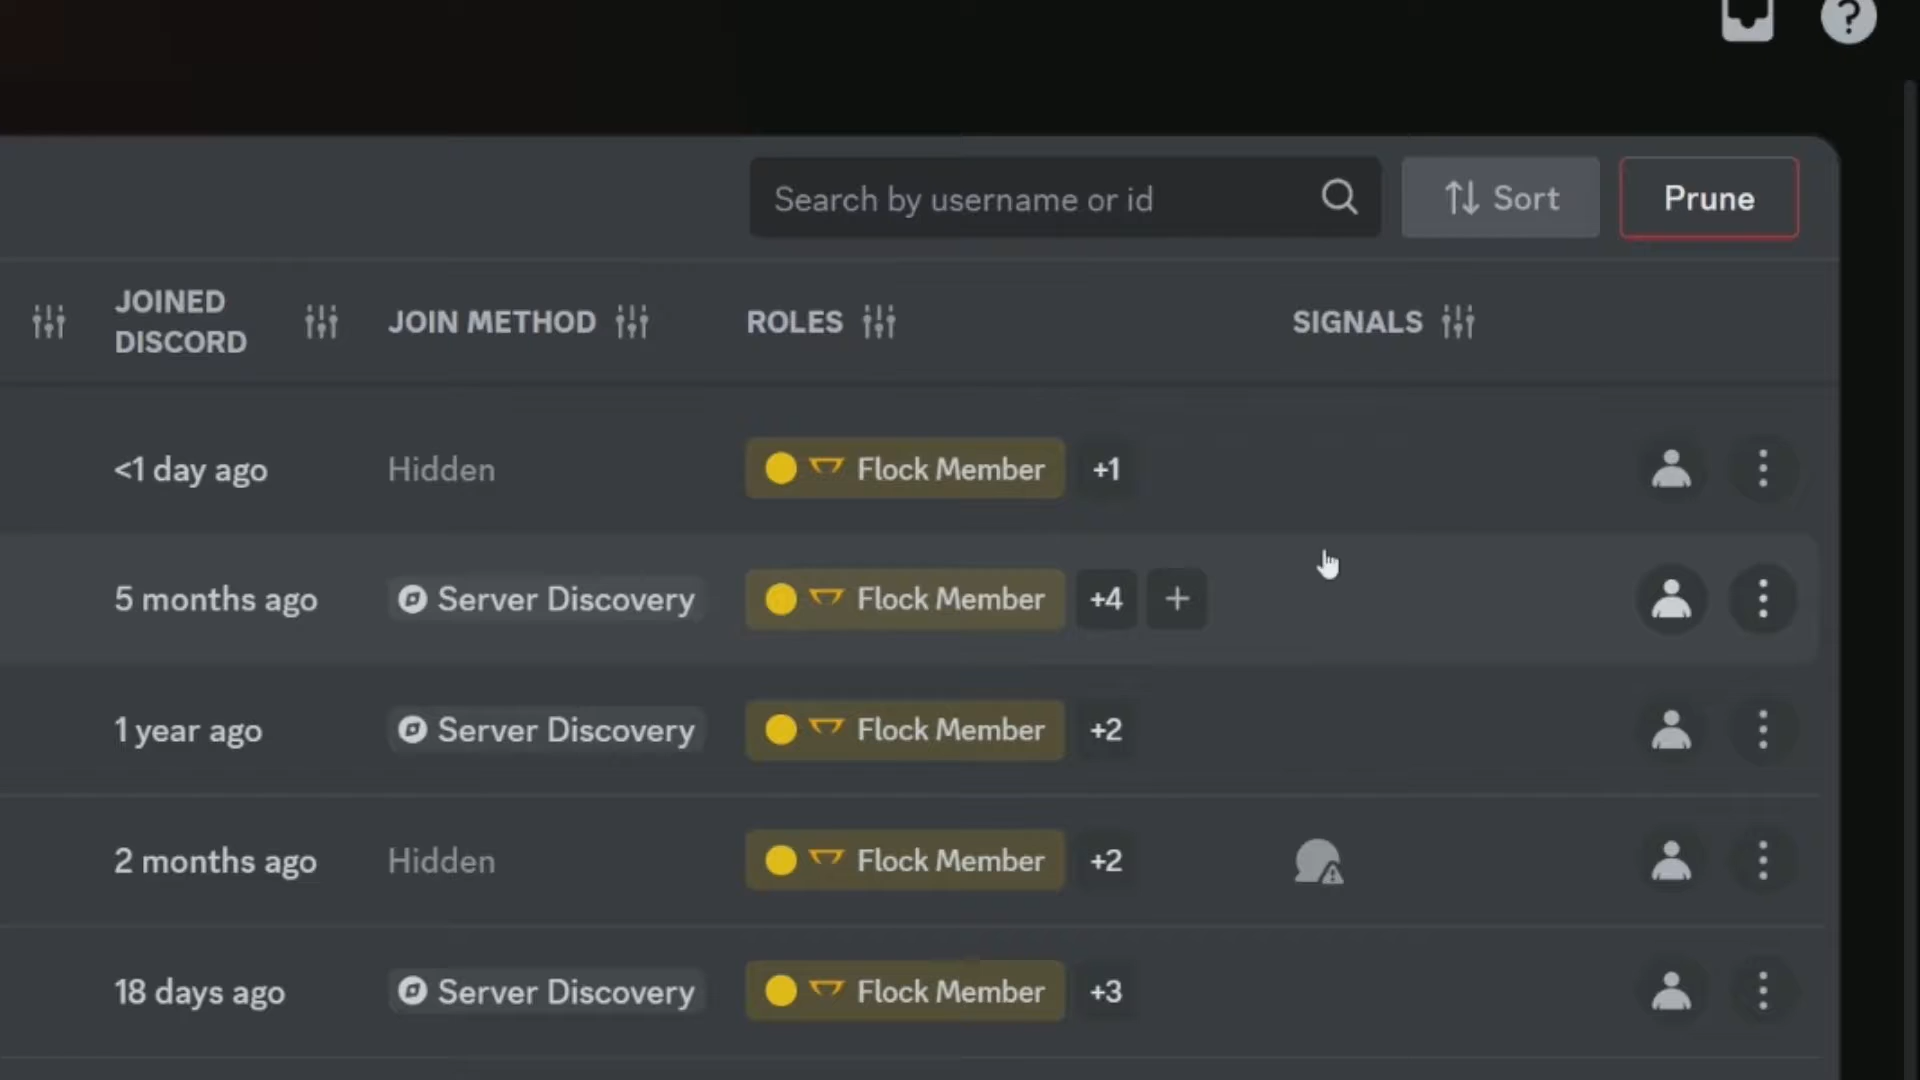 ?
Search by username or id
Sort
Prune
JOINED
DISCORD
JOIN METHOD
ROLES
SIGNALS
<1 day ago Hidden Flock Member +1
5 months ago Server Discovery Flock Member +4 +
1 year ago Server Discovery Flock Member +2
2 months ago Hidden Flock Member +2
18 days ago Server Discovery Flock Member +3